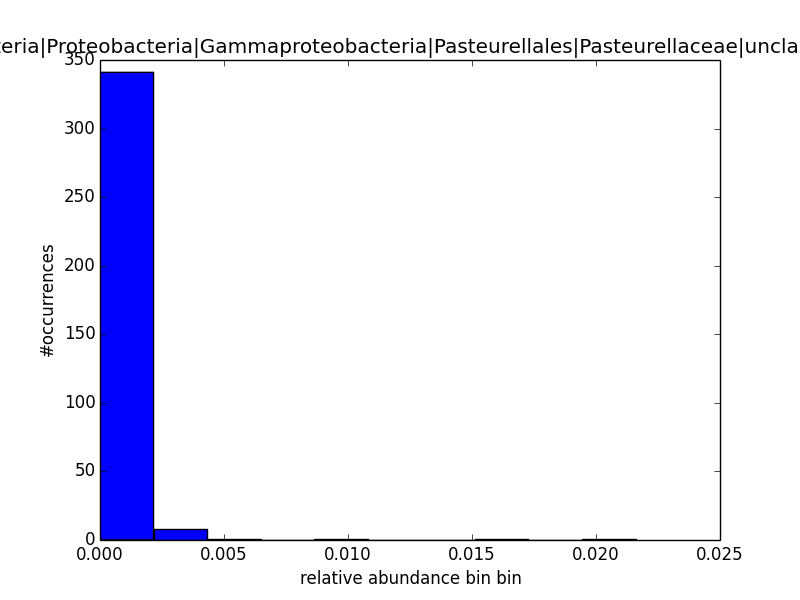 teria|Proteobacteria|Gammaproteobacteria|Pasteurellales|Pasteurellaceae|uncla
350
300
250
200
150
100
50
0
#occurrences
0.000 0.005 0.010 0.015 0.020 0.025
relative abundance bin bin